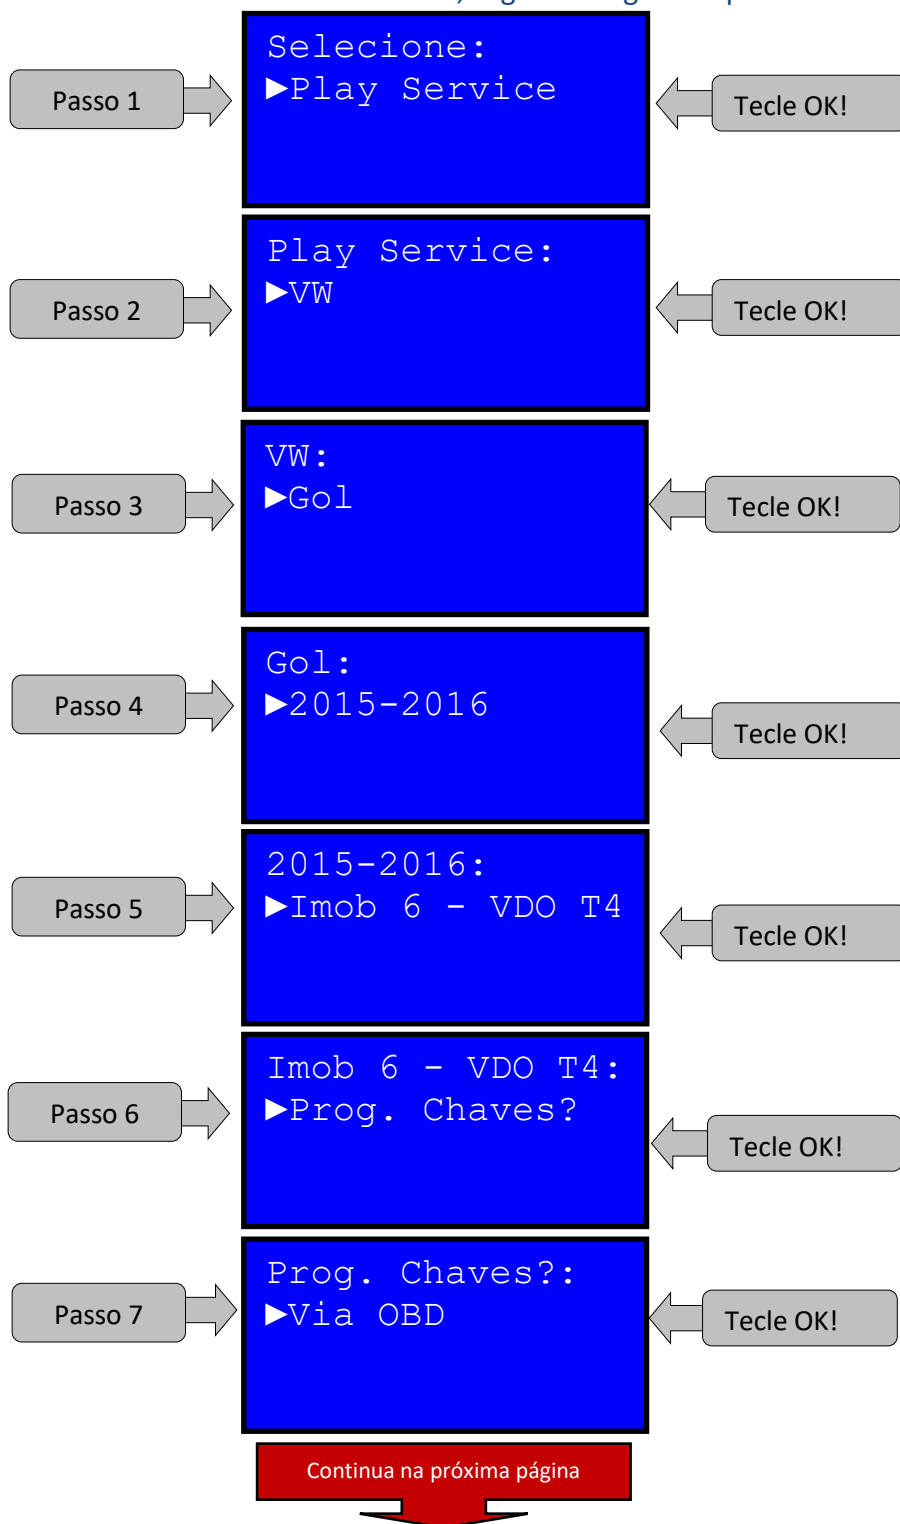 Selecione:
►Play Service
Passo 1
Tecle OK!
Play Service:
►VW
Passo 2
Tecle OK!
VW:
►Gol
Passo 3
Tecle OK!
Gol:
►2015-2016
Passo 4
Tecle OK!
2015-2016:
►Imob 6 - VDO T4
Passo 5
Tecle OK!
Imob 6 - VDO T4:
►Prog. Chaves?
Passo 6
Tecle OK!
Prog. Chaves?:
►Via OBD
Passo 7
Tecle OK!
Continua na próxima página